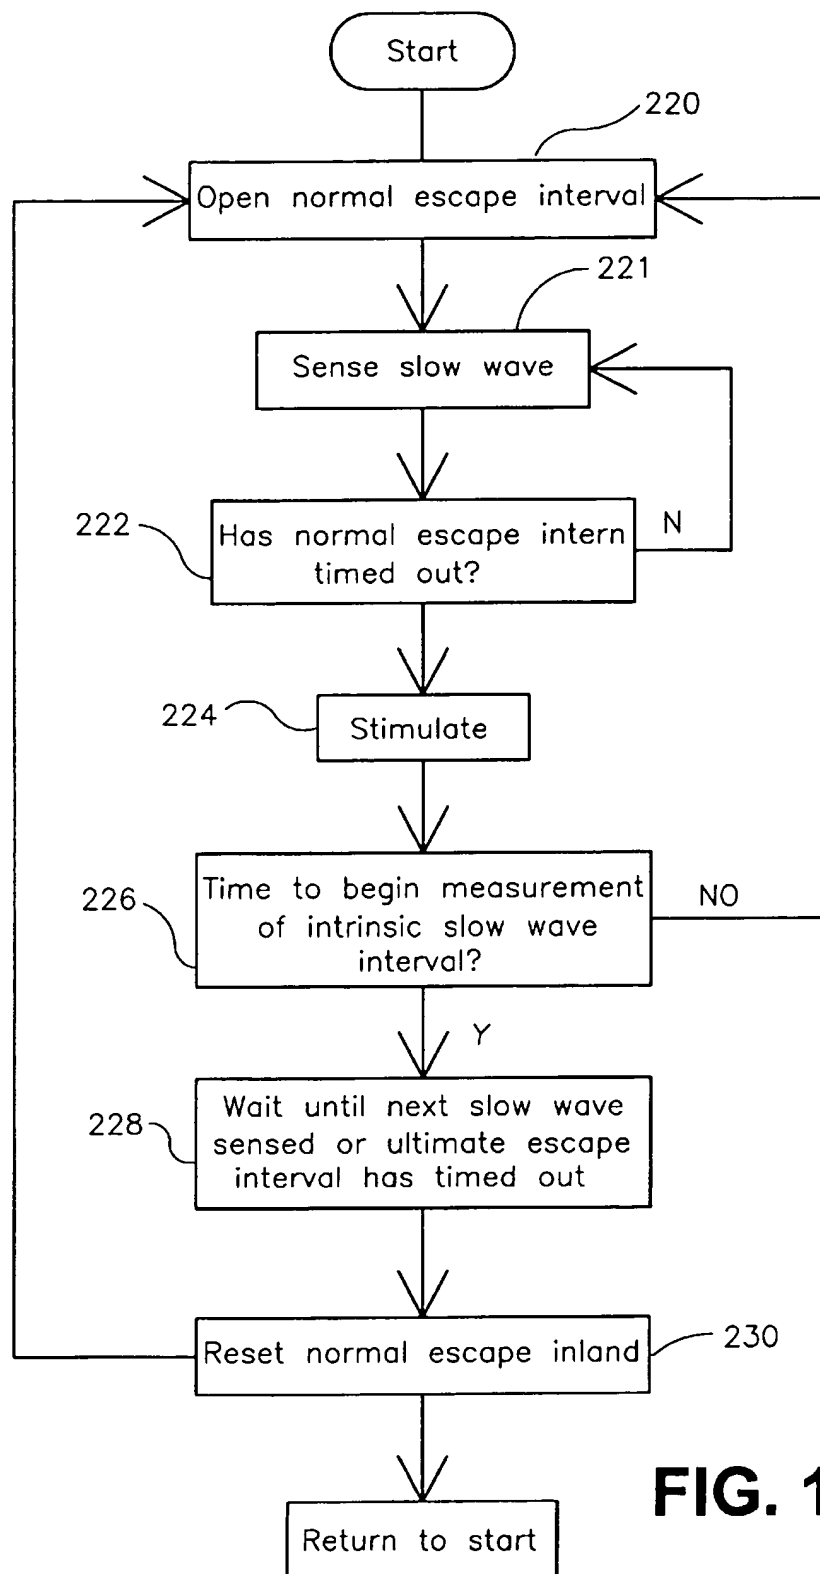 Start
220
Open normal escape interval
221
Sense slow wave
222
Has normal escape intern
timed out?
N
224
Stimulate
226
Time to begin measurement
of intrinsic slow wave
interval?
NO
Y
228
Wait until next slow wave
sensed or ultimate escape
interval has timed out
Reset normal escape inland
230
FIG. 1
Return to start